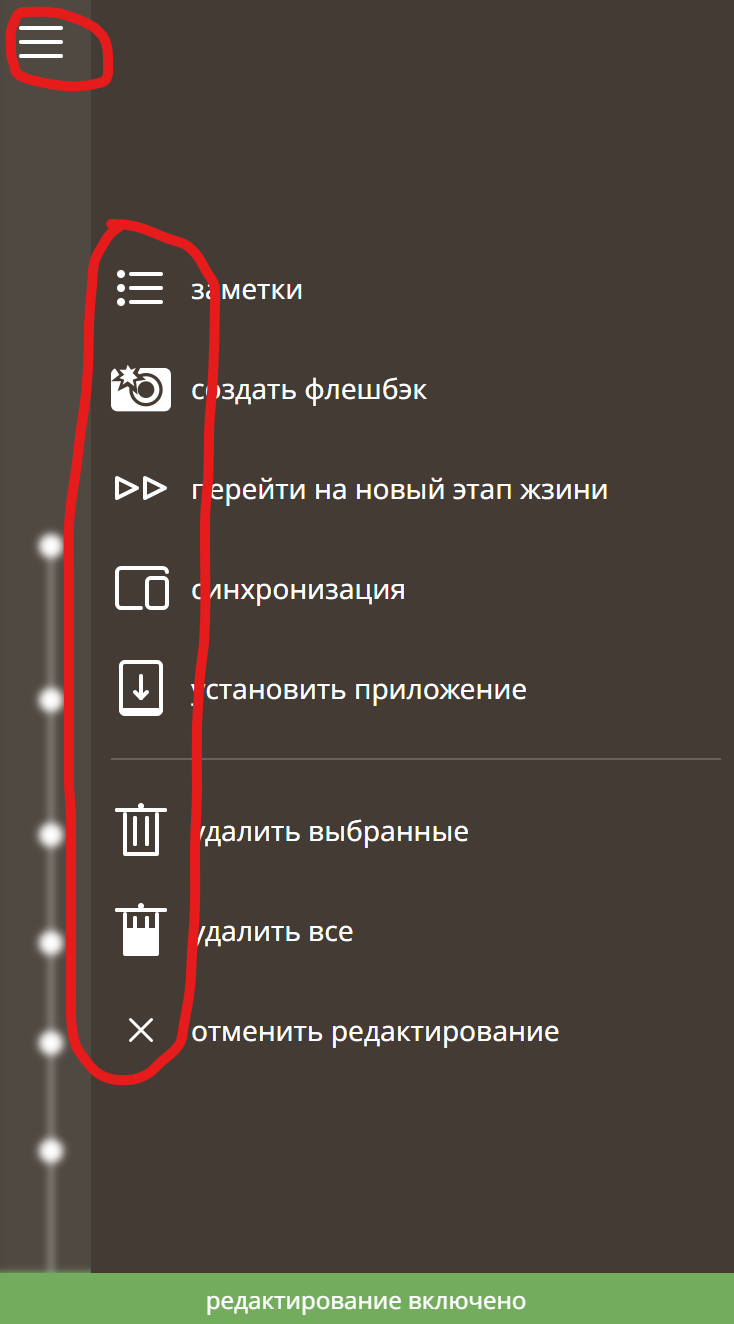 заметки
создать флешбэк
перейти на новый этап жзини
синхронизация
установить приложение
удалить выбранные
удалить все
отменить редактирование
редактирование включено